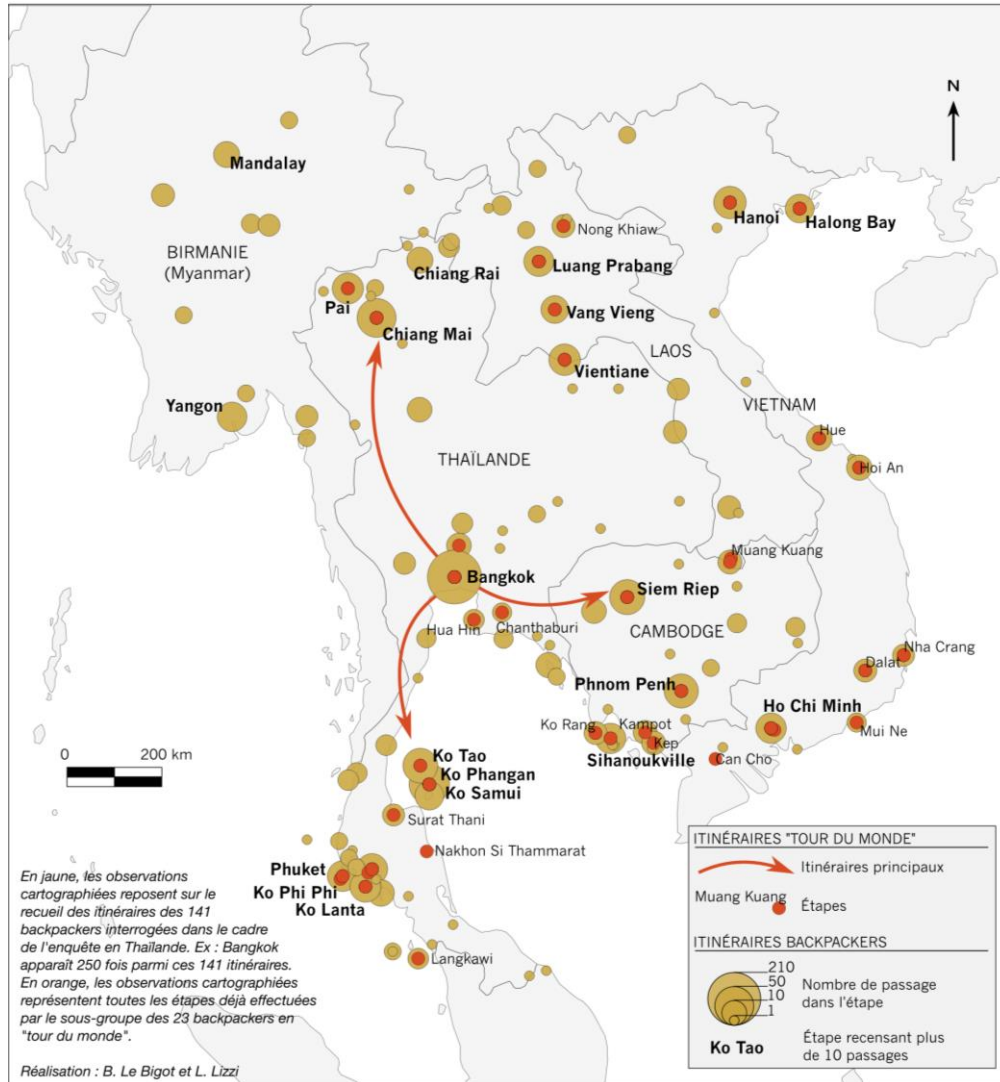 N
Mandalay
Hanoi
Halong Bay
Nong Khiaw
BIRMANIE
(Myanmar)
Chiang Rai
Luang Prabang
Pai
Vang Vieng
Chiang Mai
LAOS
Vientiane
Yangon
VIETNAM
Hue
THAÏLANDE
Hoi An
Muang Kuang
Bangkok
Siem Riep
Hua Hin
Chanthaburi
CAMBODGE
Nha Crang
Dalat
Phnom Penh
Ho Chi Minh
Ko Rang
Kampot
Mui Ne
Kep
0 200 km
Sihanoukville
Can Cho
Ko Tao
Ko Phangan
Ko Samui
Surat Thani
Nakhon Si Thammarat
Phuket
Ko Phi Phi
Ko Lanta
Langkawi
En jaune, les observations
cartographiées reposent sur le
recueil des itinéraires des 141
backpackers interrogées dans le cadre
de l'enquête en Thaïlande. Ex : Bangkok
apparaît 250 fois parmi ces 141 itinéraires.
En orange, les observations cartographiées
représentent toutes les étapes déjà effectuées
par le sous-groupe des 23 backpackers en
"tour du monde".
Réalisation : B. Le Bigot et L. Lizzi
ITINÉRAIRES "TOUR DU MONDE"
Itinéraires principaux
Muang Kuang
Étapes
ITINÉRAIRES BACKPACKERS
210
50
10
1
Nombre de passage
dans l'étape
Ko Tao
Étape recensant plus
de 10 passages